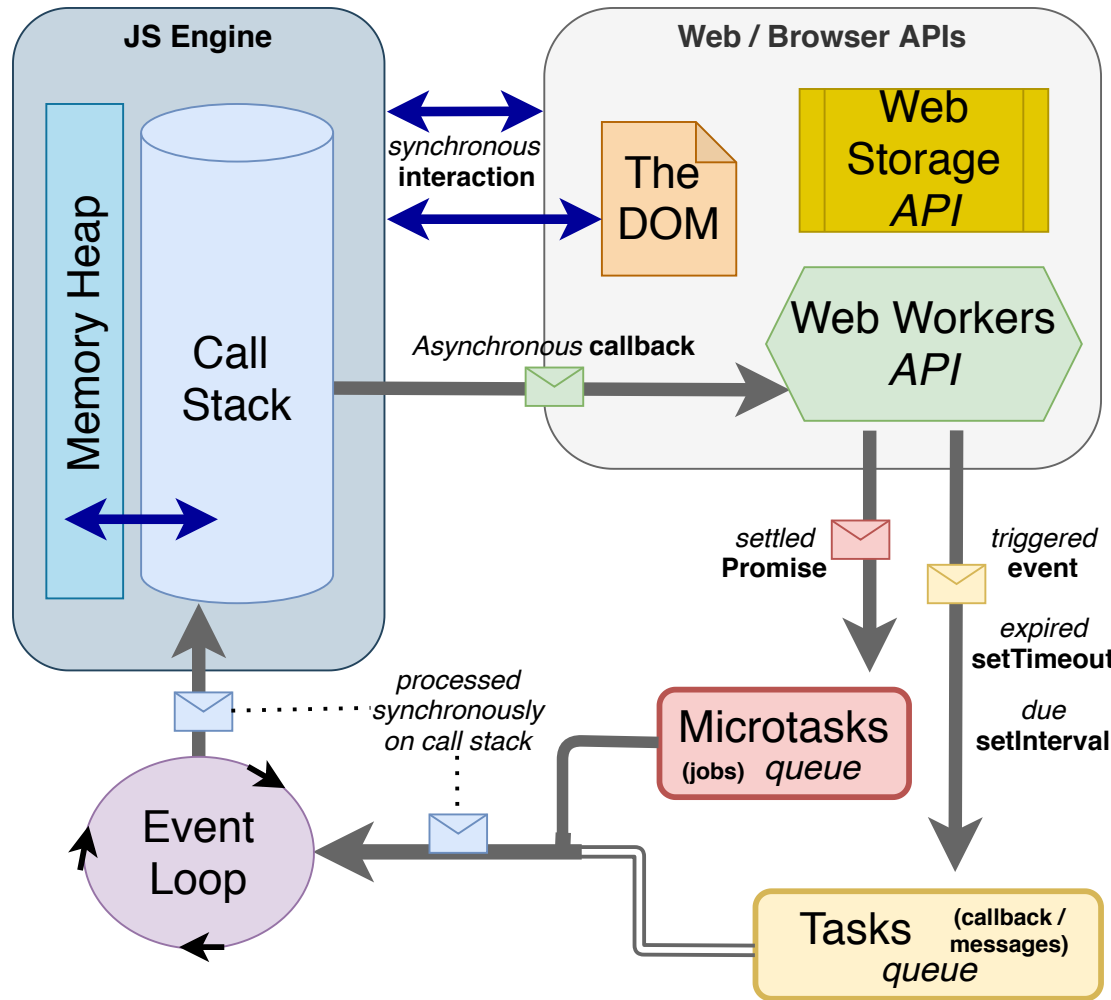 JS Engine
Memory Heap
Call
Stack
synchronous
interaction
Asynchronous callback
Web / Browser APIs
The
DOM
Web
Storage
API
Web Workers
API
settled
Promise
triggered
event
expired
setTimeout
due
setInterval
processed
synchronously
on call stack
Microtasks
(jobs) queue
Event
Loop
Tasks (callback /
messages)
queue